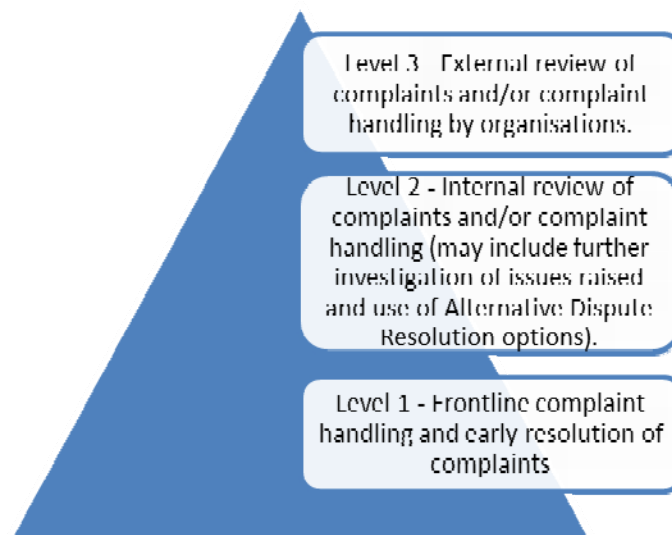 Level 3 - External review of
complaints and/or complaint
handling by organisations.
Level 2 - Internal review of
complaints and/or complaint
handling (may include further
investigation of issues raised
and use of Alternative Dispute
Resolution options).
Level 1 - Frontline complaint
handling and early resolution of
complaints